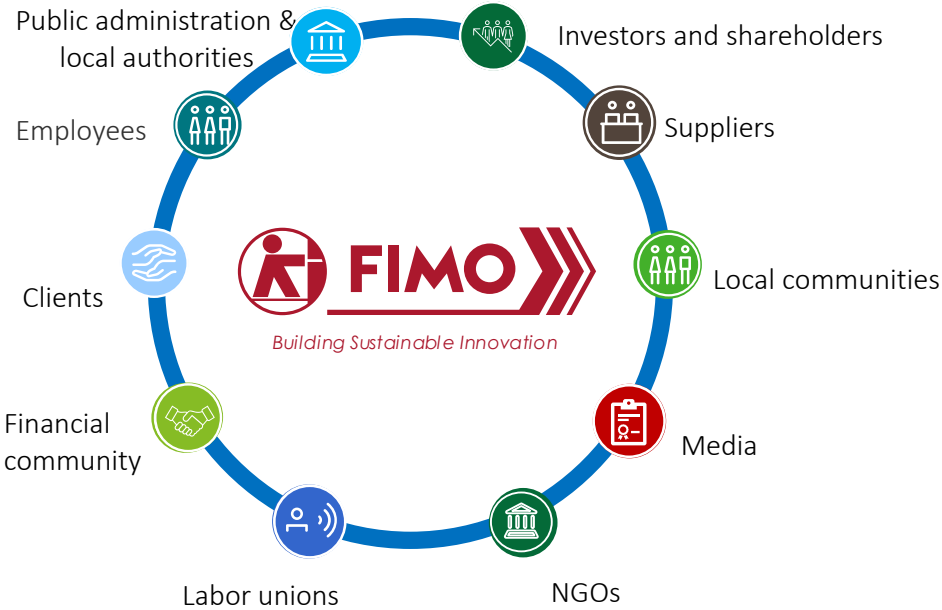 Public administration &
local authorities
Investors and shareholders
Employees
Suppliers
FIMO
Building Sustainable Innovation
Local communities
Clients
Financial
community
Media
Labor unions
NGOs